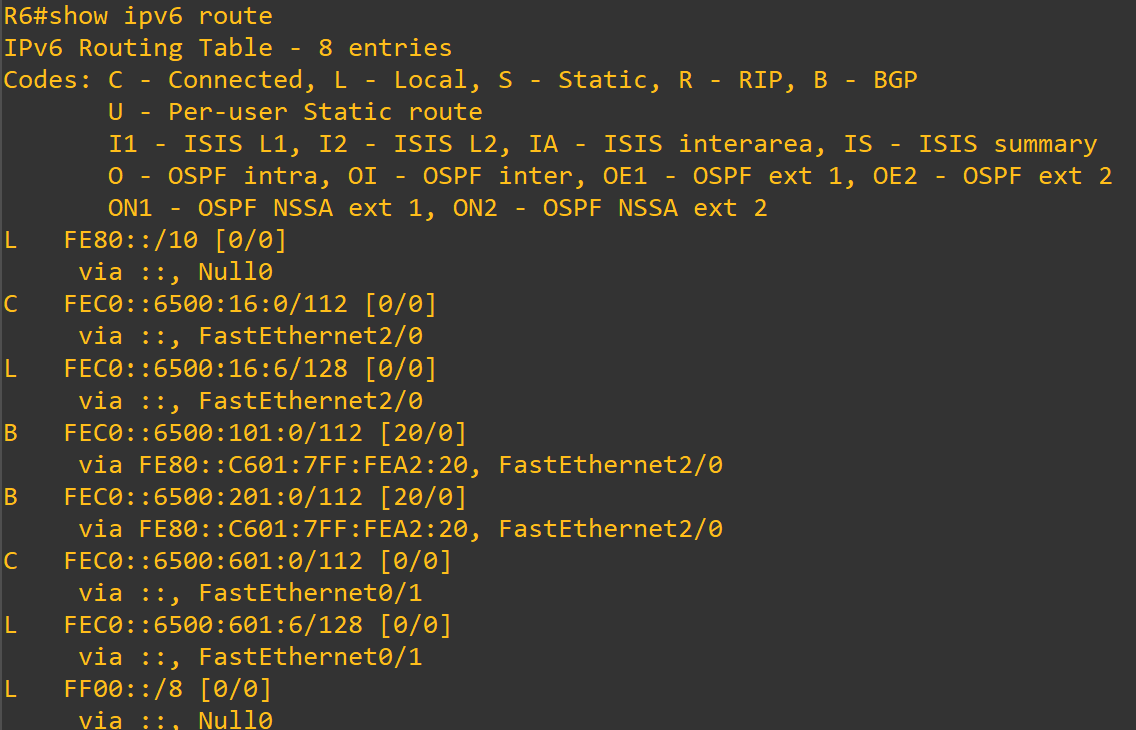 R6#show ipv6 route
IPv6 Routing Table - 8 entries
Codes: C - Connected, L - Local, S - Static, R - RIP, B - BGP
       U - Per-user Static route
       I1 - ISIS L1, I2 - ISIS L2, IA - ISIS interarea, IS - ISIS summary
       O - OSPF intra, OI - OSPF inter, OE1 - OSPF ext 1, OE2 - OSPF ext 2
       ON1 - OSPF NSSA ext 1, ON2 - OSPF NSSA ext 2
L   FE80::/10 [0/0]
     via ::, Null0
C   FEC0::6500:16:0/112 [0/0]
     via ::, FastEthernet2/0
L   FEC0::6500:16:6/128 [0/0]
     via ::, FastEthernet2/0
B   FEC0::6500:101:0/112 [20/0]
     via FE80::C601:7FF:FEA2:20, FastEthernet2/0
B   FEC0::6500:201:0/112 [20/0]
     via FE80::C601:7FF:FEA2:20, FastEthernet2/0
C   FEC0::6500:601:0/112 [0/0]
     via ::, FastEthernet0/1
L   FEC0::6500:601:6/128 [0/0]
     via ::, FastEthernet0/1
L   FF00::/8 [0/0]
     via ::, Null0